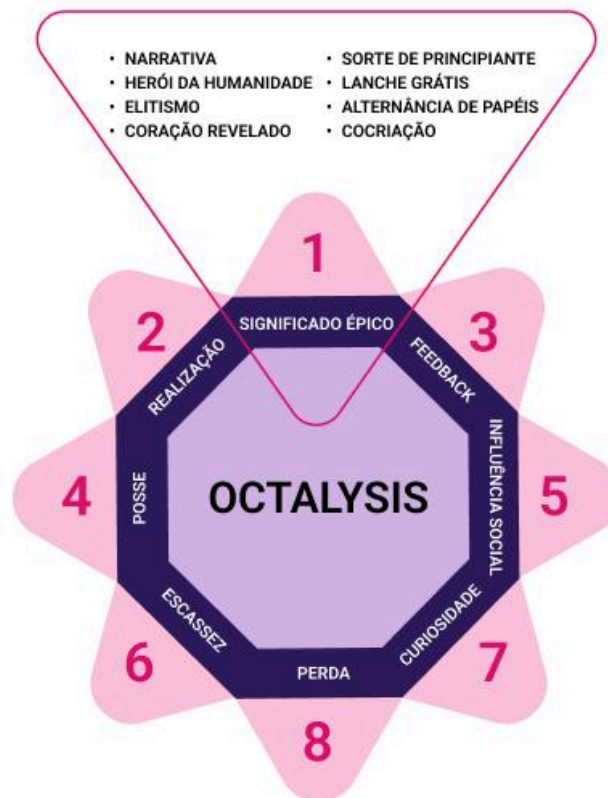 • NARRATIVA
• HERÓI DA HUMANIDADE
• ELITISMO
• CORAÇÃO REVELADO
• SORTE DE PRINCIPIANTE
• LANCHE GRÁTIS
• ALTERNÂNCIA DE PAPÉIS
• COCRIAÇÃO
1
SIGNIFICADO ÉPICO
2
REALIZAÇÃO
3
FEEDBACK
4
POSSE
OCTALYSIS
INFLUÊNCIA SOCIAL
5
6
ESCASSEZ
CURIOSIDADE
7
PERDA
8